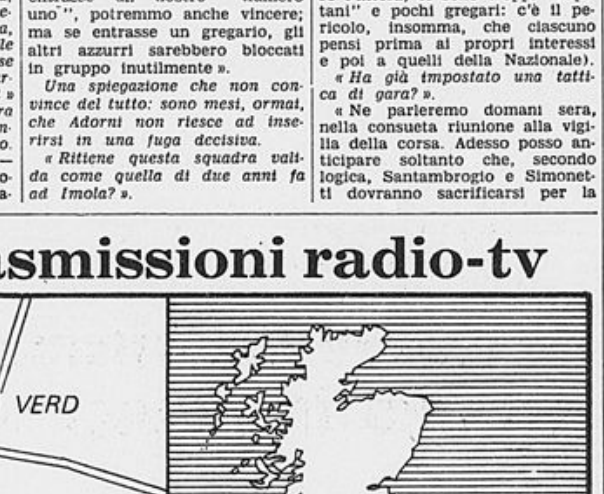 uno", potremmo anche vincere;
ma se entrasse un gregario, gli
altri azzurri sarebbero bloccati
in gruppo inutilmente ».
Una spiegazione che non con-
vince del tutto: sono mesi, ormai,
che Adorni non riesce ad inse-
rirsi in una fuga decisiva.
« Ritiene questa squadra vali-
da come quella di due anni fa
ad Imola? ».
tani" e pochi gregari: c'è il pe-
ricolo, insomma, che ciascuno
pensi prima ai propri interessi
e poi a quelli della Nazionale).
« Ha già impostato una tatti-
ca di gara? ».
« Ne parleremo domani sera,
nella consueta riunione alla vigi-
lia della corsa. Adesso posso an-
ticipare soltanto che, secondo
logica, Santambrogio e Simonet-
ti dovranno sacrificarsi per la
smissioni radio-tv
VERD